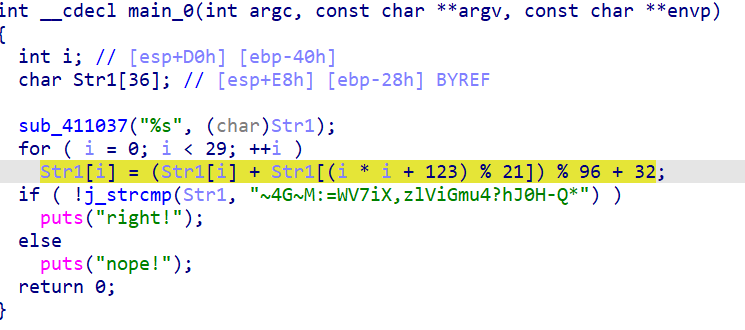 int __cdecl main_0(int argc, const char **argv, const char **envp)
{
  int i; // [esp+D0h] [ebp-40h]
  char Str1[36]; // [esp+E8h] [ebp-28h] BYREF

  sub_411037("%s", (char)Str1);
  for ( i = 0; i < 29; ++i )
    Str1[i] = (Str1[i] + Str1[(i * i + 123) % 21]) % 96 + 32;
  if ( !j_strcmp(Str1, "~4G~M:=WV7iX,zlViGmu4?hJ0H-Q*") )
    puts("right!");
  else
    puts("nope!");
  return 0;
}